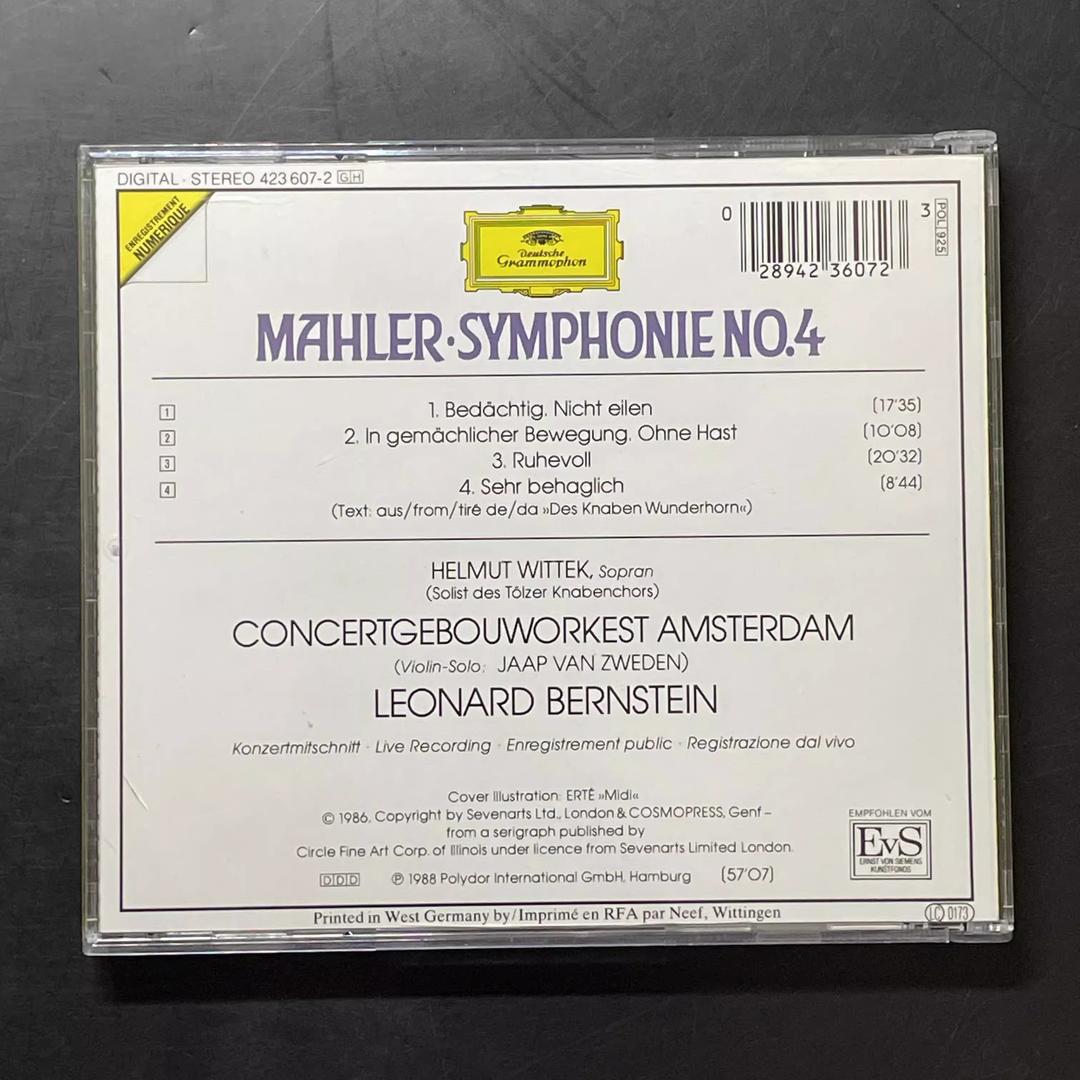 DIGITAL · STEREO 423 607-2 GH
ENREGISTREMENT
NUMÉRIQUE
Deutsche
Grammophon
0 28942 36072 3
POL 925
MAHLER·SYMPHONIE NO.4
1 1. Bedächtig. Nicht eilen (17'35)
2 2. In gemächlicher Bewegung. Ohne Hast (10'08)
3 3. Ruhevoll (20'32)
4 4. Sehr behaglich (8'44)
(Text: aus/from/tiré de/da »Des Knaben Wunderhorn«)
HELMUT WITTEK, Sopran
(Solist des Tölzer Knabenchors)
CONCERTGEBOUWORKEST AMSTERDAM
(Violin-Solo: JAAP VAN ZWEDEN)
LEONARD BERNSTEIN
Konzertmitschnitt · Live Recording · Enregistrement public · Registrazione dal vivo
Cover Illustration: ERTÉ »Midi«
© 1986, Copyright by Sevenarts Ltd., London & COSMOPRESS, Genf –
from a serigraph published by
Circle Fine Art Corp. of Illinois under licence from Sevenarts Limited London.
DDD ℗ 1988 Polydor International GmbH, Hamburg (57'07)
EMPFOHLEN VOM
EvS
ERNST VON SIEMENS
KUNSTFONDS
Printed in West Germany by/Imprimé en RFA par Neef, Wittingen
LC 0173